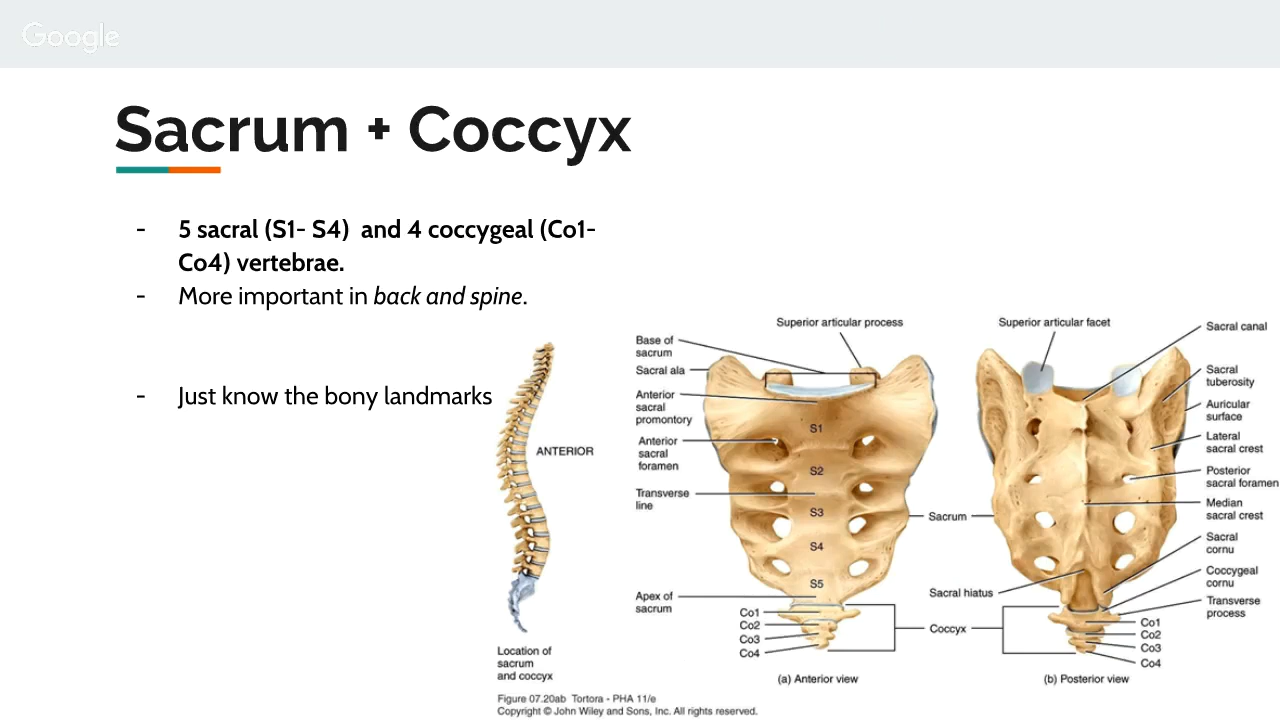 Google
Sacrum + Coccyx
- 5 sacral (S1- S4)  and 4 coccygeal (Co1-
Co4) vertebrae.
- More important in back and spine.
- Just know the bony landmarks
ANTERIOR
Location of
sacrum
and coccyx
Superior articular process
Base of
sacrum
Sacral ala
Anterior
sacral
promontory
Anterior
sacral
foramen
Transverse
line
Apex of
sacrum
S1
S2
S3
S4
S5
Co1
Co2
Co3
Co4
(a) Anterior view
Sacrum
Sacral hiatus
Coccyx
Superior articular facet
Sacral canal
Sacral
tuberosity
Auricular
surface
Lateral
sacral crest
Posterior
sacral foramen
Median
sacral crest
Sacral
cornu
Coccygeal
cornu
Transverse
process
Co1
Co2
Co3
Co4
(b) Posterior view
Figure 07.20ab Tortora - PHA 11/e
Copyright © John Wiley and Sons, Inc. All rights reserved.